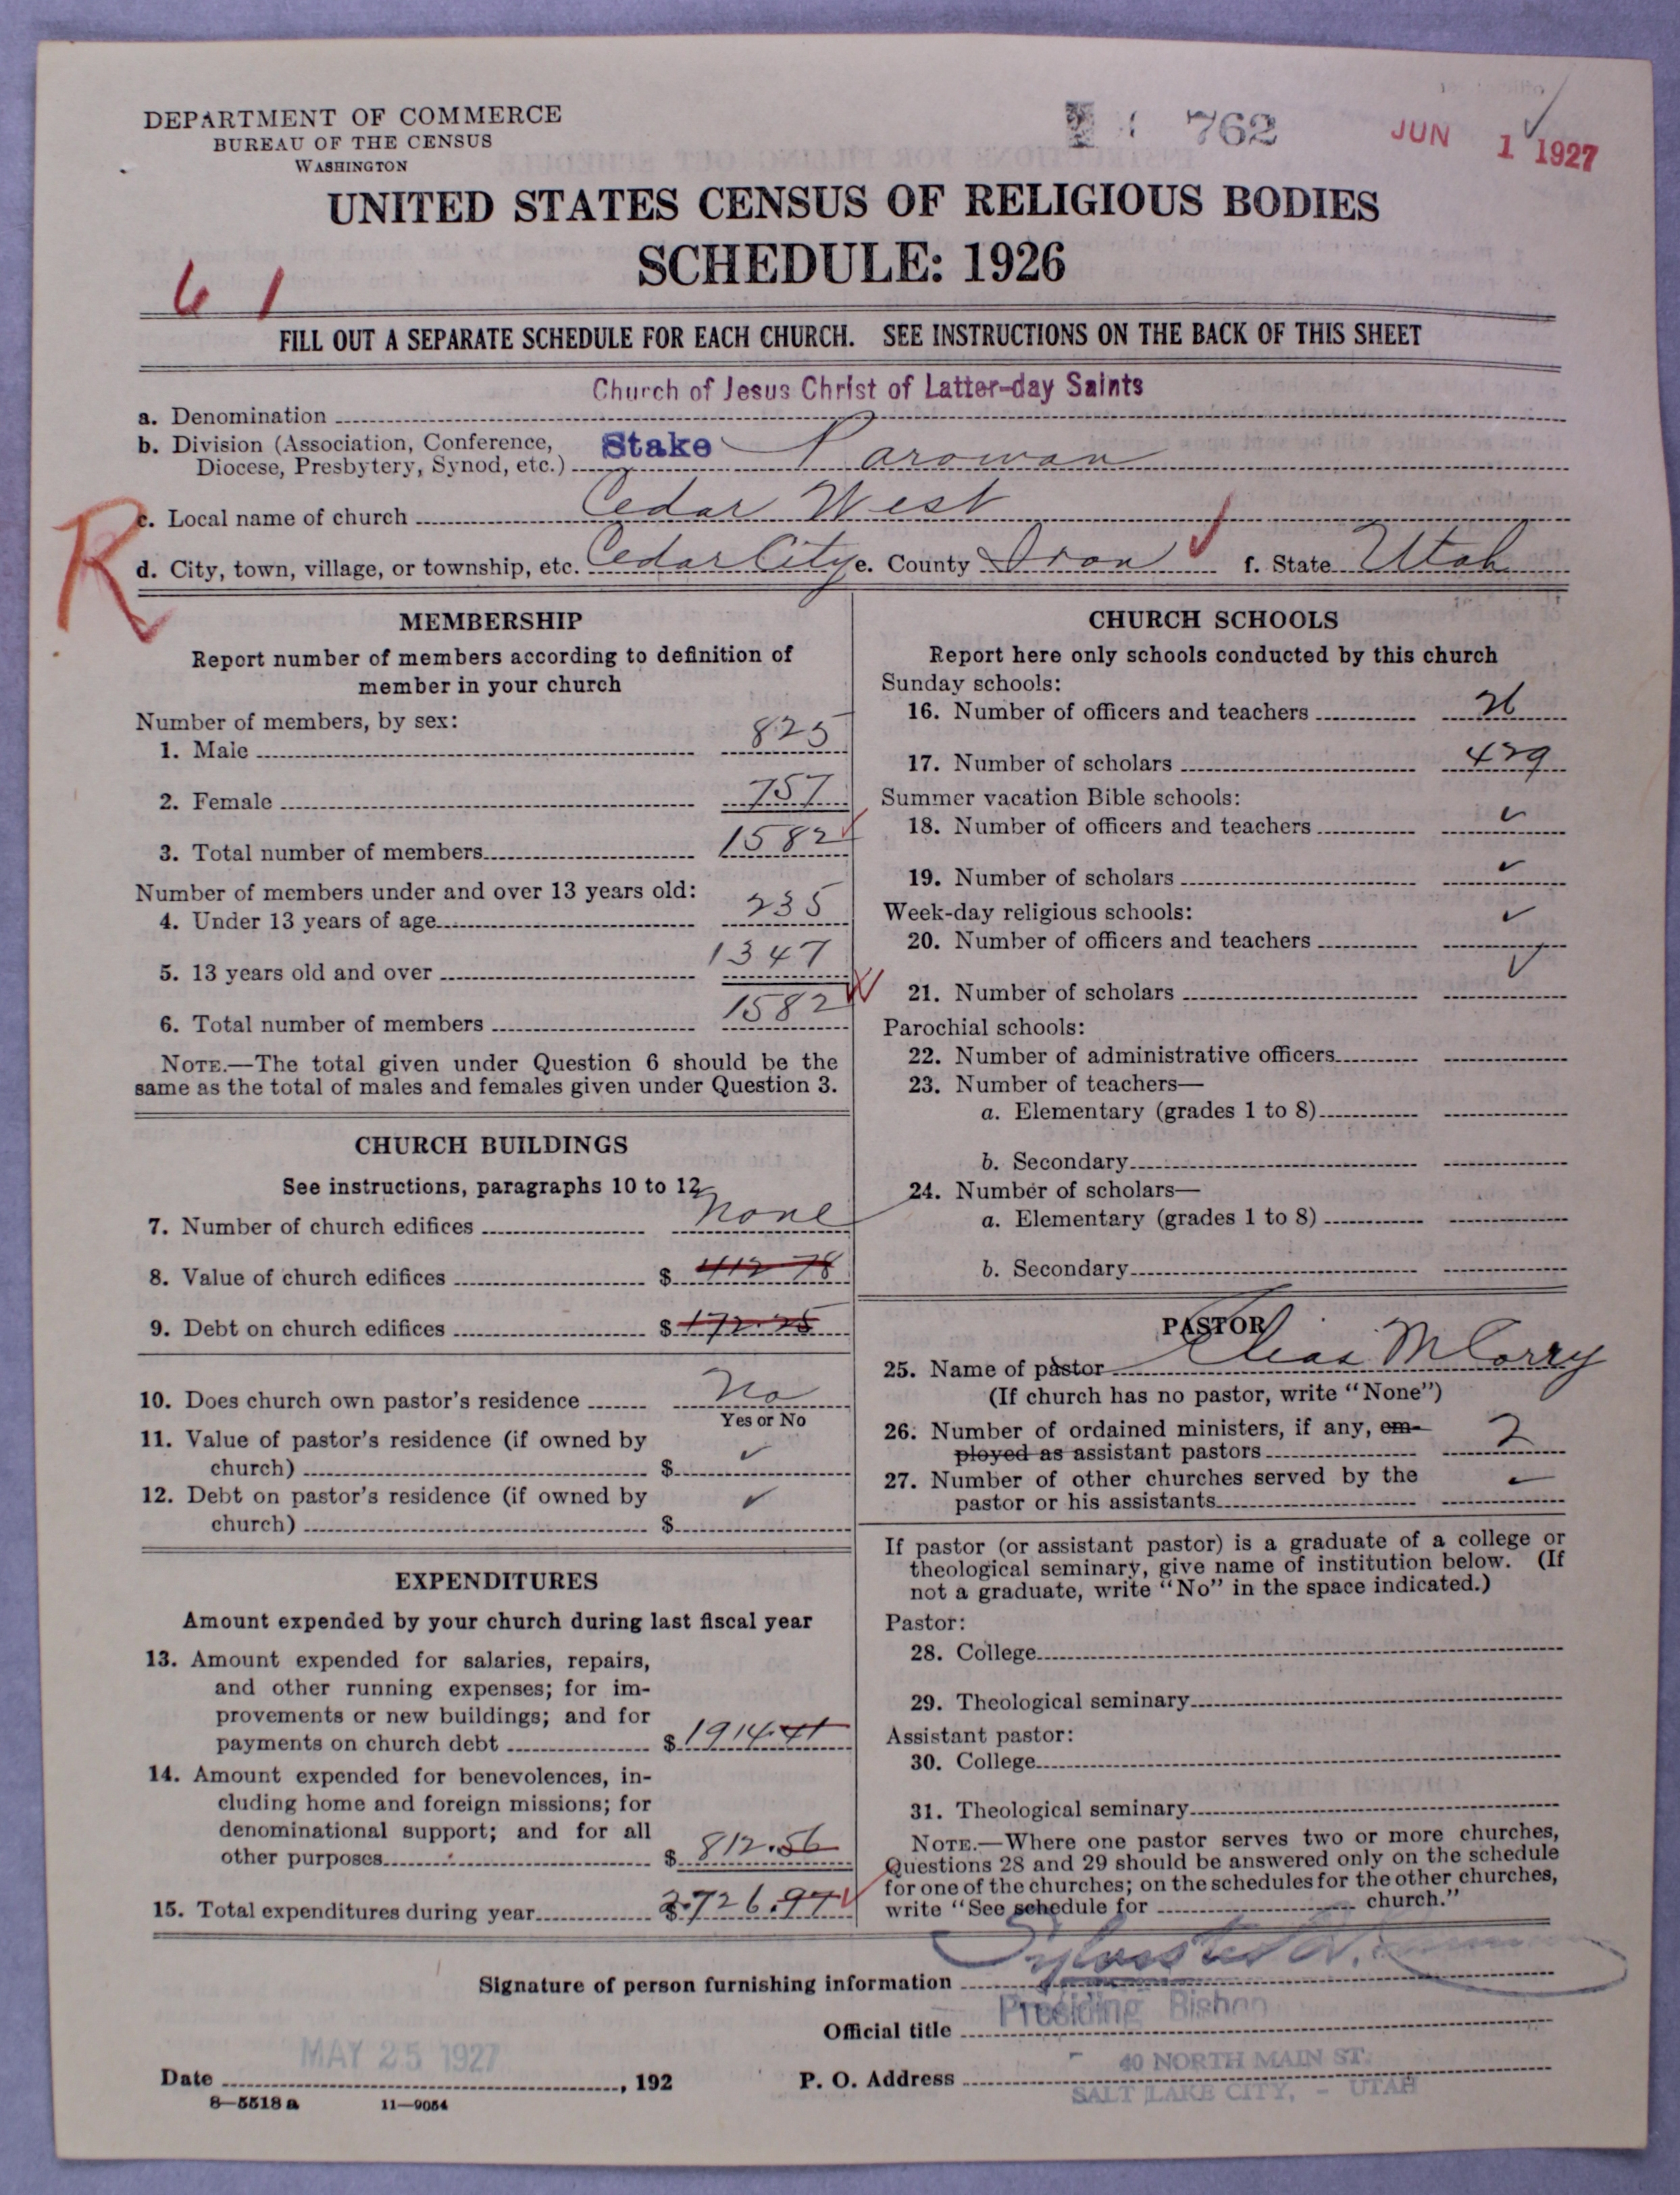 DEPARTMENT OF COMMERCE
BUREAU OF THE CENSUS
WASHINGTON
762
JUN 1 1927
UNITED STATES CENSUS OF RELIGIOUS BODIES
SCHEDULE: 1926
6 1
FILL OUT A SEPARATE SCHEDULE FOR EACH CHURCH. SEE INSTRUCTIONS ON THE BACK OF THIS SHEET
a. Denomination Church of Jesus Christ of Latter-day Saints
b. Division (Association, Conference,
Diocese, Presbytery, Synod, etc.) Stake Parowan
R
c. Local name of church Cedar West
d. City, town, village, or township, etc. Cedar City e. County Iron f. State Utah
MEMBERSHIP
Report number of members according to definition of
member in your church
Number of members, by sex:
1. Male 825
2. Female 757
3. Total number of members 1582
Number of members under and over 13 years old:
4. Under 13 years of age 235
5. 13 years old and over 1347
6. Total number of members 1582
NOTE.—The total given under Question 6 should be the
same as the total of males and females given under Question 3.
CHURCH BUILDINGS
See instructions, paragraphs 10 to 12
7. Number of church edifices none
8. Value of church edifices $ 412 78
9. Debt on church edifices $ 172.25
10. Does church own pastor's residence No
Yes or No
11. Value of pastor's residence (if owned by
church) $ ✓
12. Debt on pastor's residence (if owned by
church) $ ✓
EXPENDITURES
Amount expended by your church during last fiscal year
13. Amount expended for salaries, repairs,
and other running expenses; for im-
provements or new buildings; and for
payments on church debt $ 1914.41
14. Amount expended for benevolences, in-
cluding home and foreign missions; for
denominational support; and for all
other purposes $ 812.56
15. Total expenditures during year $ 2726.97
CHURCH SCHOOLS
Report here only schools conducted by this church
Sunday schools:
16. Number of officers and teachers 26
17. Number of scholars 429
Summer vacation Bible schools:
18. Number of officers and teachers ✓
19. Number of scholars ✓
Week-day religious schools:
20. Number of officers and teachers ✓
21. Number of scholars ✓
Parochial schools:
22. Number of administrative officers
23. Number of teachers—
a. Elementary (grades 1 to 8)
b. Secondary
24. Number of scholars—
a. Elementary (grades 1 to 8)
b. Secondary
PASTOR
25. Name of pastor Elias M Corry
(If church has no pastor, write "None")
26. Number of ordained ministers, if any, em-
ployed as assistant pastors 2
27. Number of other churches served by the
pastor or his assistants ✓
If pastor (or assistant pastor) is a graduate of a college or
theological seminary, give name of institution below. (If
not a graduate, write "No" in the space indicated.)
Pastor:
28. College
29. Theological seminary
Assistant pastor:
30. College
31. Theological seminary
NOTE.—Where one pastor serves two or more churches,
Questions 28 and 29 should be answered only on the schedule
for one of the churches; on the schedules for the other churches,
write "See schedule for church."
Signature of person furnishing information Sylvester
Official title Presiding Bishop
Date MAY 25 1927 , 192
P. O. Address 40 NORTH MAIN ST.
SALT LAKE CITY, - UTAH
8—5518 a 11—9054